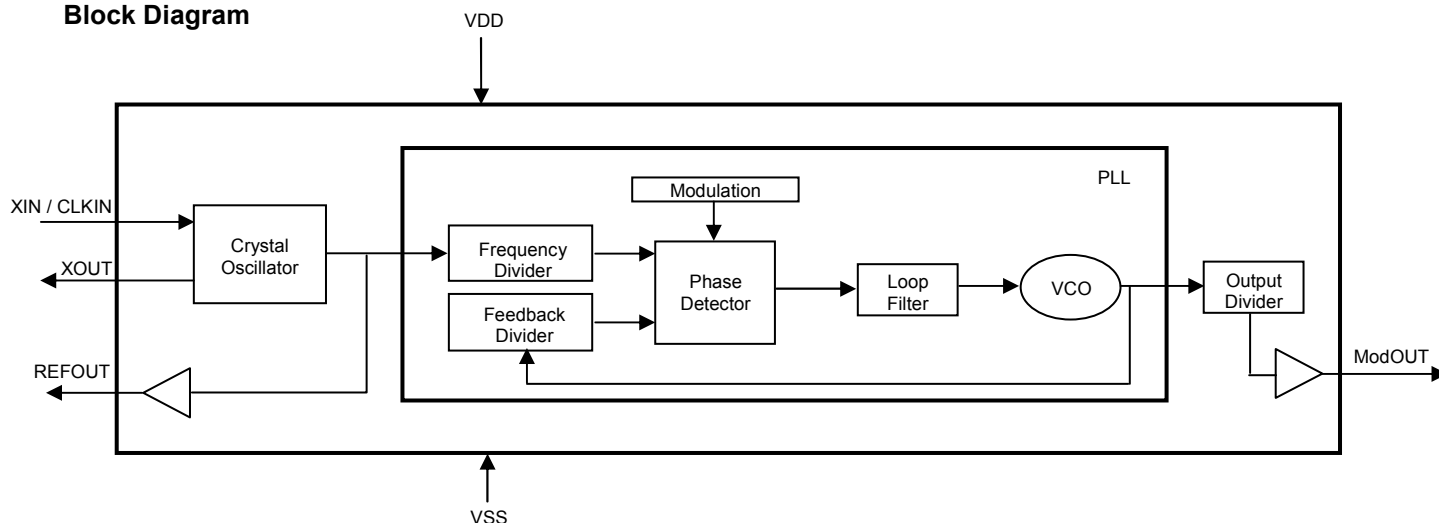 Block Diagram
VDD
PLL
Modulation
XIN / CLKIN
Crystal
Oscillator
XOUT
Frequency
Divider
Phase
Detector
Loop
Filter
VCO
Output
Divider
Feedback
Divider
REFOUT
ModOUT
VSS